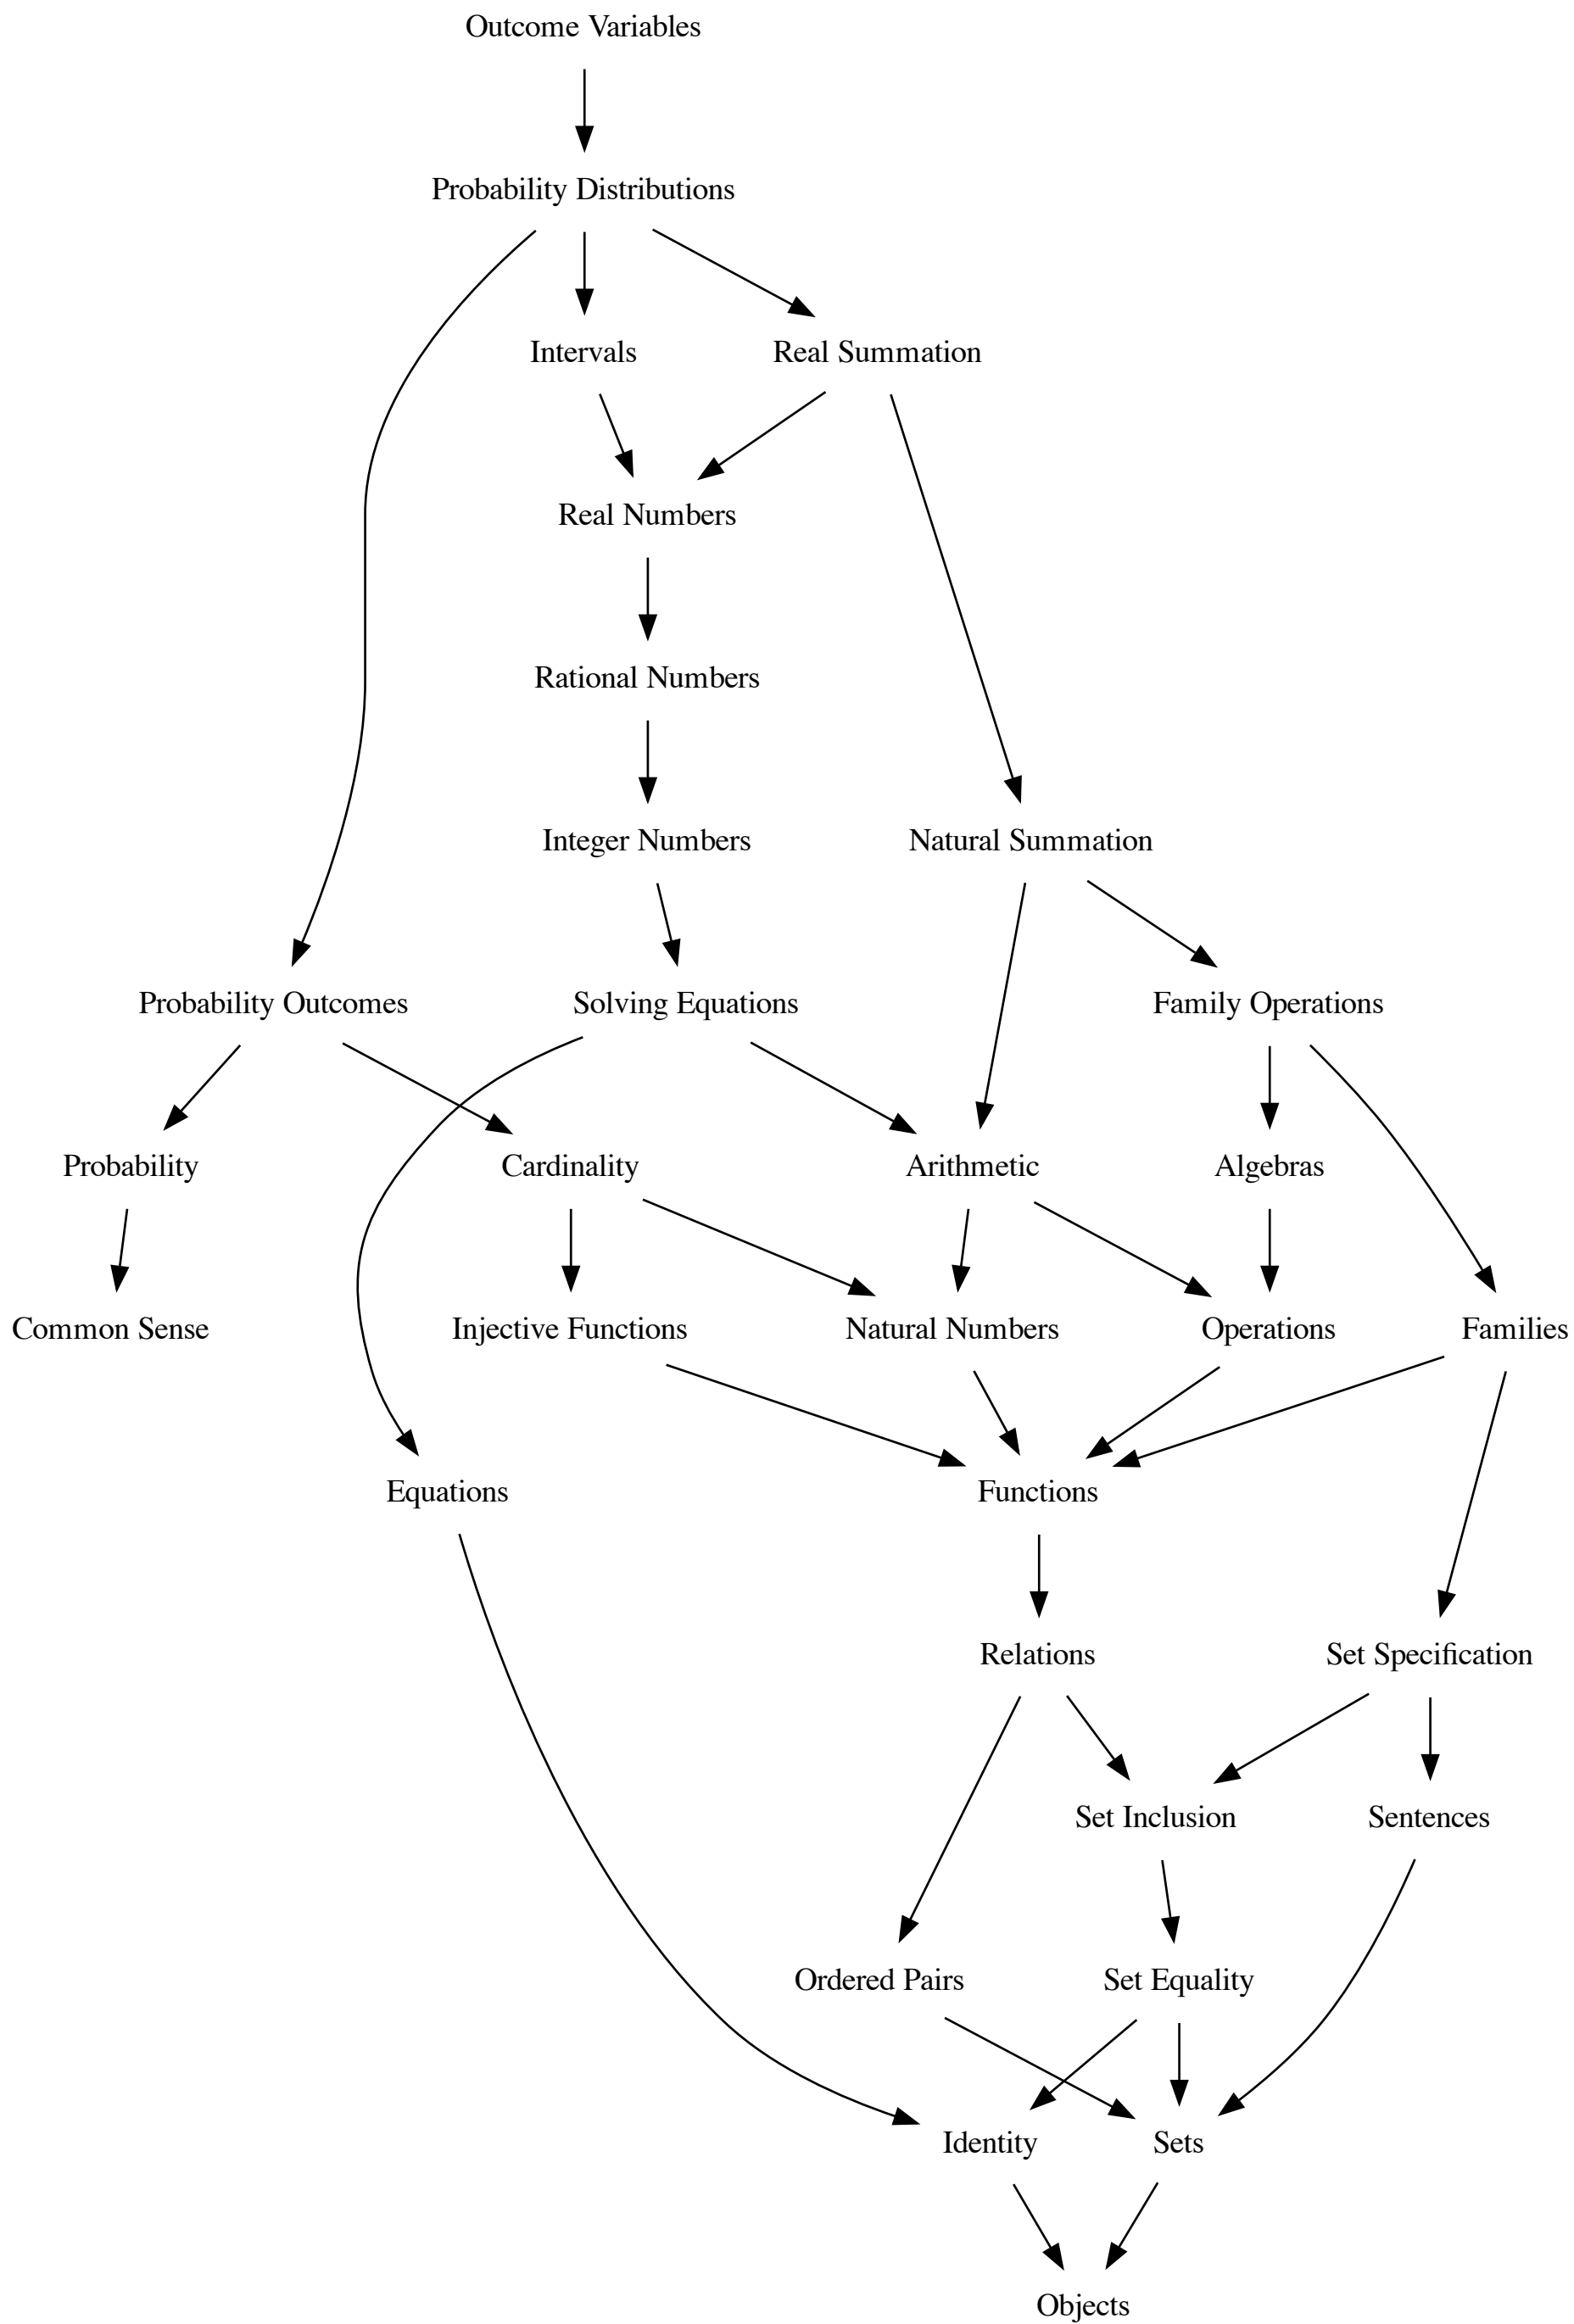 Outcome Variables
Probability Distributions
Intervals
Real Summation
Real Numbers
Rational Numbers
Integer Numbers
Natural Summation
Probability Outcomes
Solving Equations
Family Operations
Probability
Cardinality
Arithmetic
Algebras
Common Sense
Injective Functions
Natural Numbers
Operations
Families
Equations
Functions
Relations
Set Specification
Set Inclusion
Sentences
Ordered Pairs
Set Equality
Identity
Sets
Objects